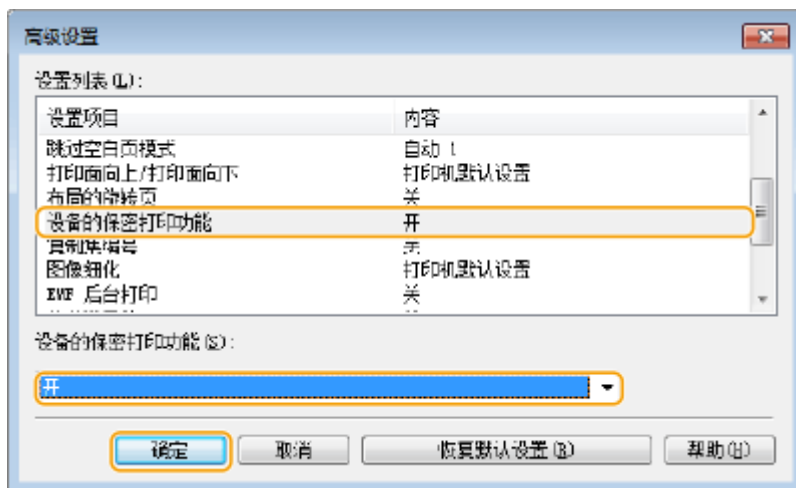 高级设置
设置列表(L):
设置项目 内容
跳过空白页模式 自动
打印面向上/打印面向下 打印机默认设置
布局的旋转页 关
设备的保密打印功能 开
复制集编号 关
图像细化 打印机默认设置
EMF 后台打印 关
设备的保密打印功能(S):
开
确定 取消 恢复默认设置(R) 帮助(H)